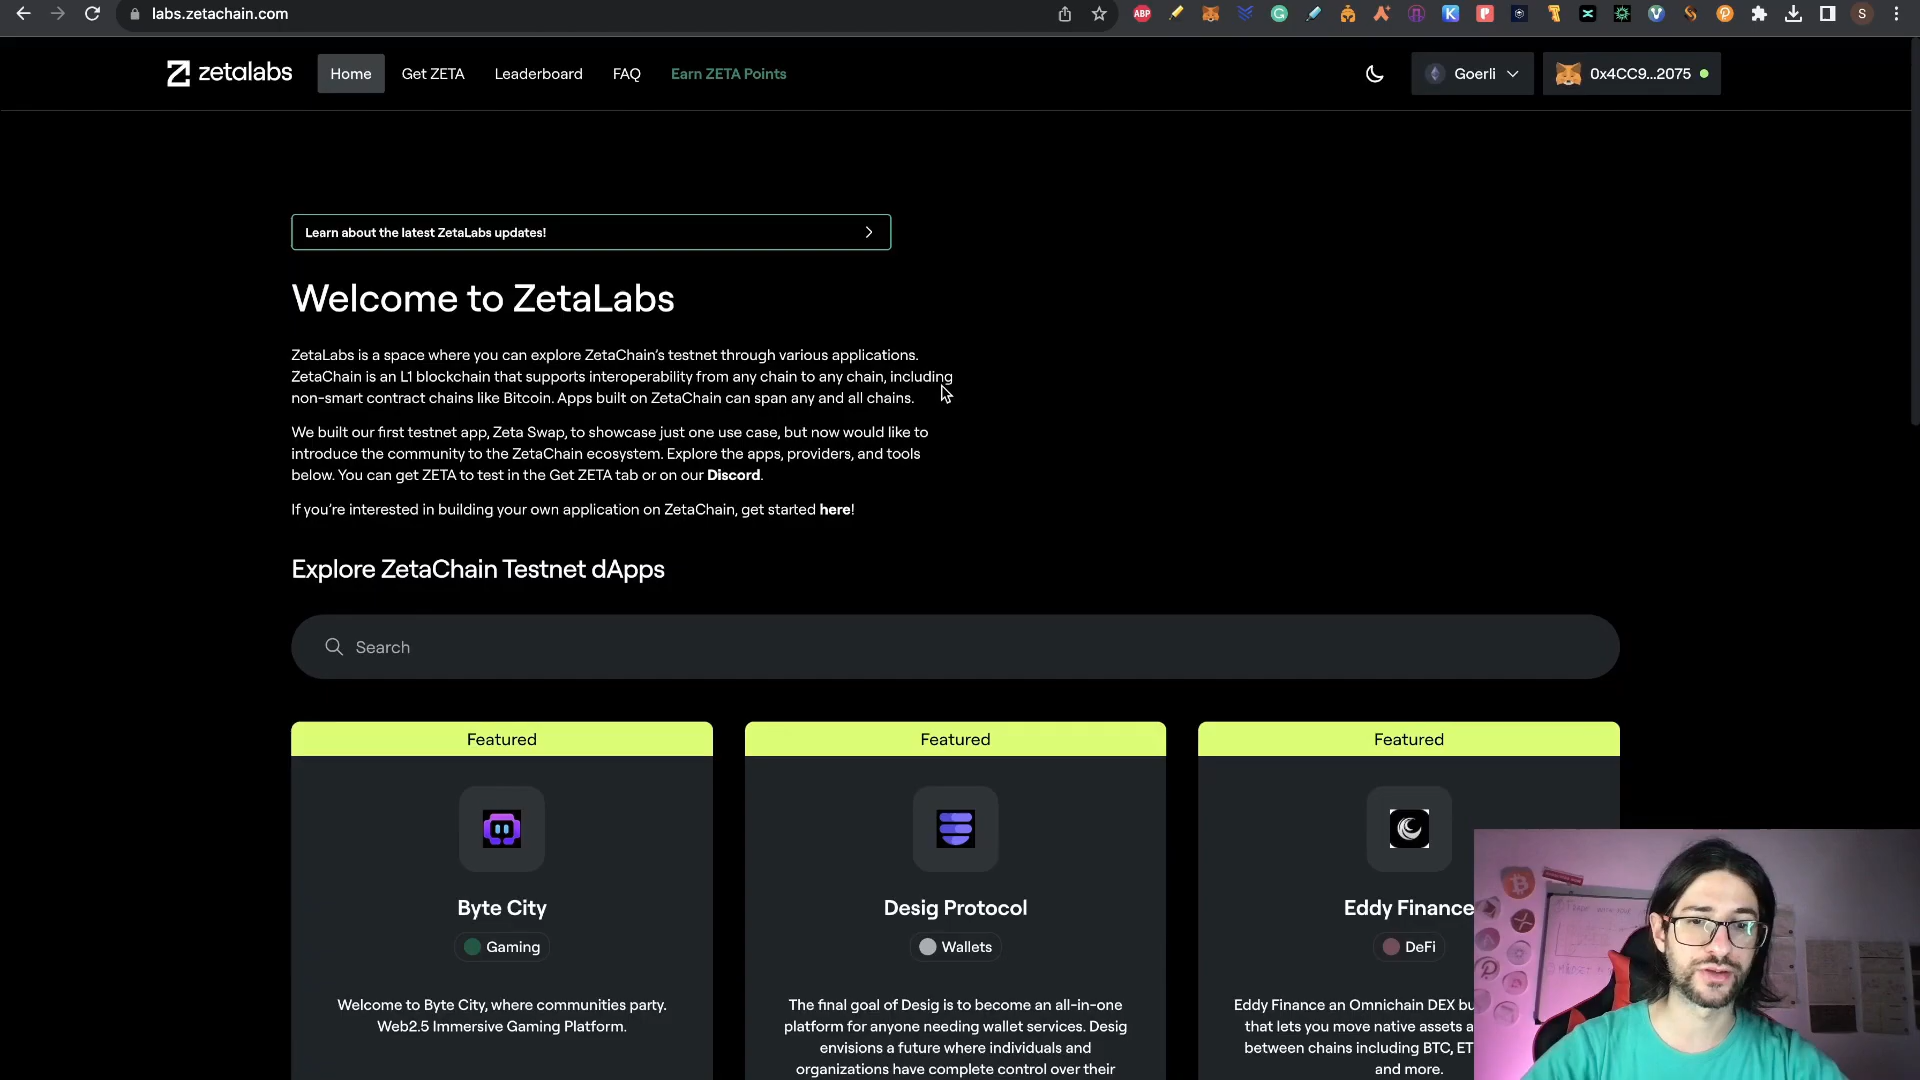 labs.zetachain.com
ABP
S
zetalabs
Home
Get ZETA
Leaderboard
FAQ
Earn ZETA Points
Goerli
0x4CC9...2075
Learn about the latest ZetaLabs updates!
Welcome to ZetaLabs
ZetaLabs is a space where you can explore ZetaChain's testnet through various applications.
ZetaChain is an L1 blockchain that supports interoperability from any chain to any chain, including
non-smart contract chains like Bitcoin. Apps built on ZetaChain can span any and all chains.
We built our first testnet app, Zeta Swap, to showcase just one use case, but now would like to
introduce the community to the ZetaChain ecosystem. Explore the apps, providers, and tools
below. You can get ZETA to test in the Get ZETA tab or on our Discord.
If you're interested in building your own application on ZetaChain, get started here!
Explore ZetaChain Testnet dApps
Search
Featured
Byte City
Gaming
Welcome to Byte City, where communities party.
Web2.5 Immersive Gaming Platform.
Featured
Desig Protocol
Wallets
The final goal of Desig is to become an all-in-one
platform for anyone needing wallet services. Desig
envisions a future where individuals and
organizations have complete control over their
Featured
Eddy Finance
DeFi
Eddy Finance an Omnichain DEX bu
that lets you move native assets a
between chains including BTC, ET
and more.